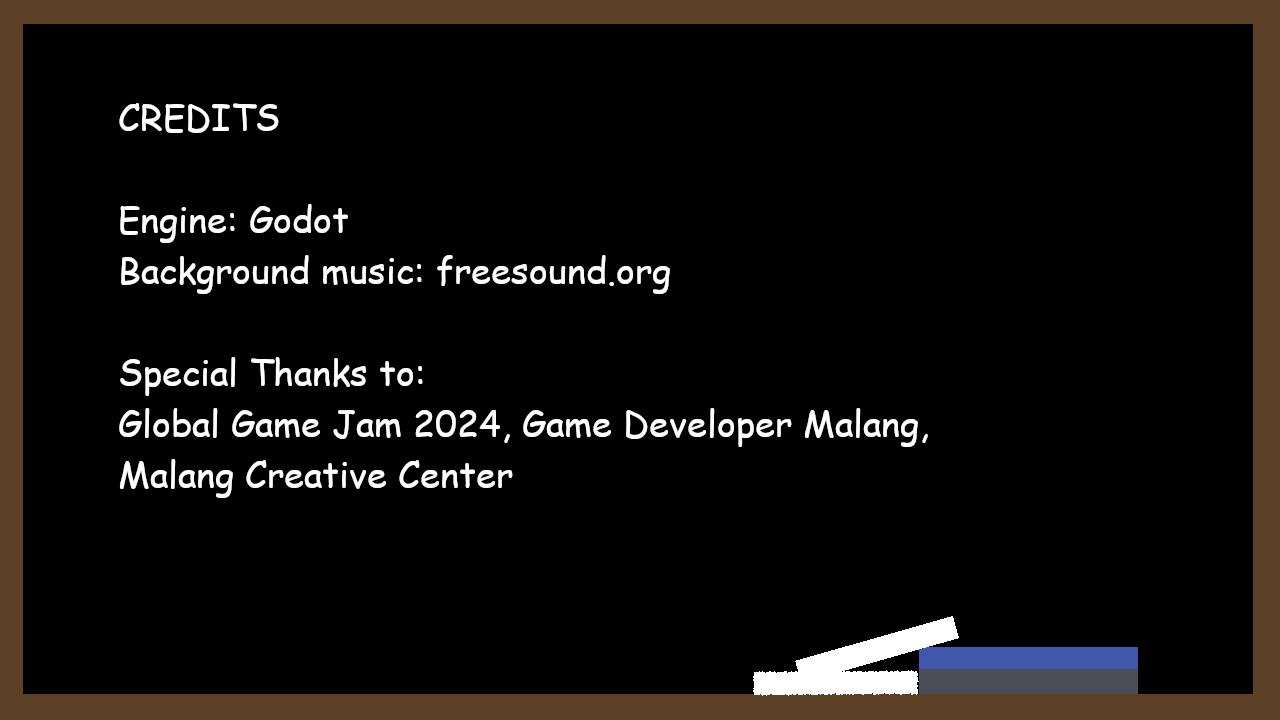 CREDITS
Engine: Godot
Background music: freesound.org
Special Thanks to:
Global Game Jam 2024, Game Developer Malang,
Malang Creative Center